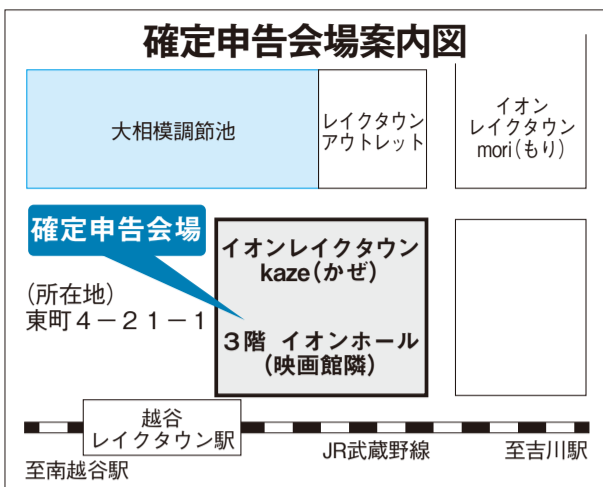 確定申告会場案内図
大相模調節池
レイクタウン
アウトレット
イオン
レイクタウン
mori(もり)
確定申告会場
イオンレイクタウン
kaze(かぜ)
(所在地)
東町4－21－1
3階 イオンホール
(映画館隣)
越谷
レイクタウン駅
JR武蔵野線
至吉川駅
至南越谷駅